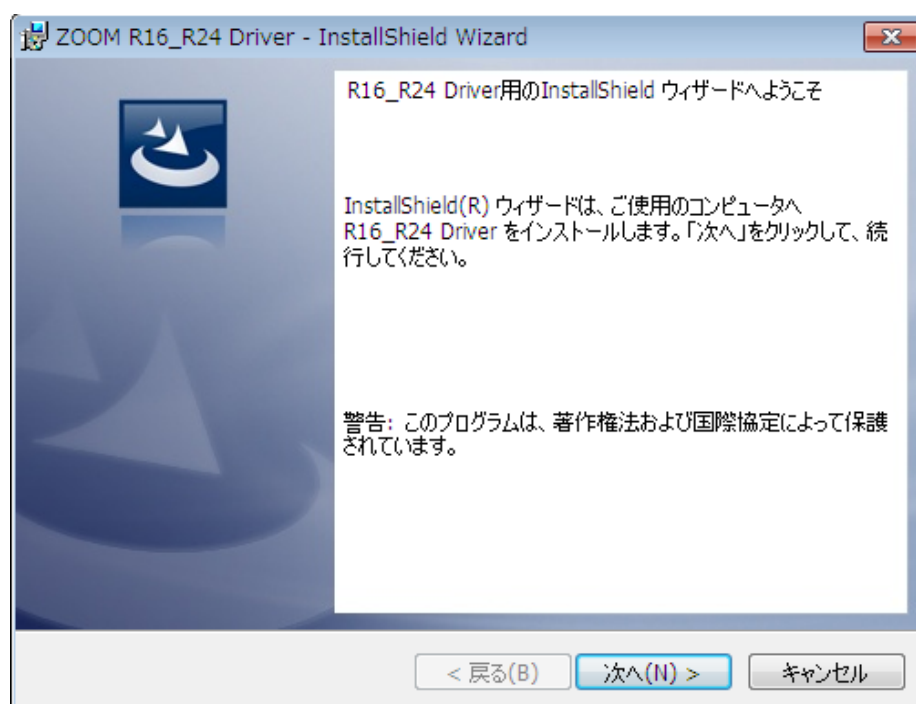 ZOOM R16_R24 Driver - InstallShield Wizard
R16_R24 Driver用のInstallShield ウィザードへようこそ
InstallShield(R) ウィザードは、ご使用のコンピュータへ
R16_R24 Driver をインストールします。「次へ」をクリックして、続
行してください。
警告: このプログラムは、著作権法および国際協定によって保護
されています。
< 戻る(B)
次へ(N) >
キャンセル